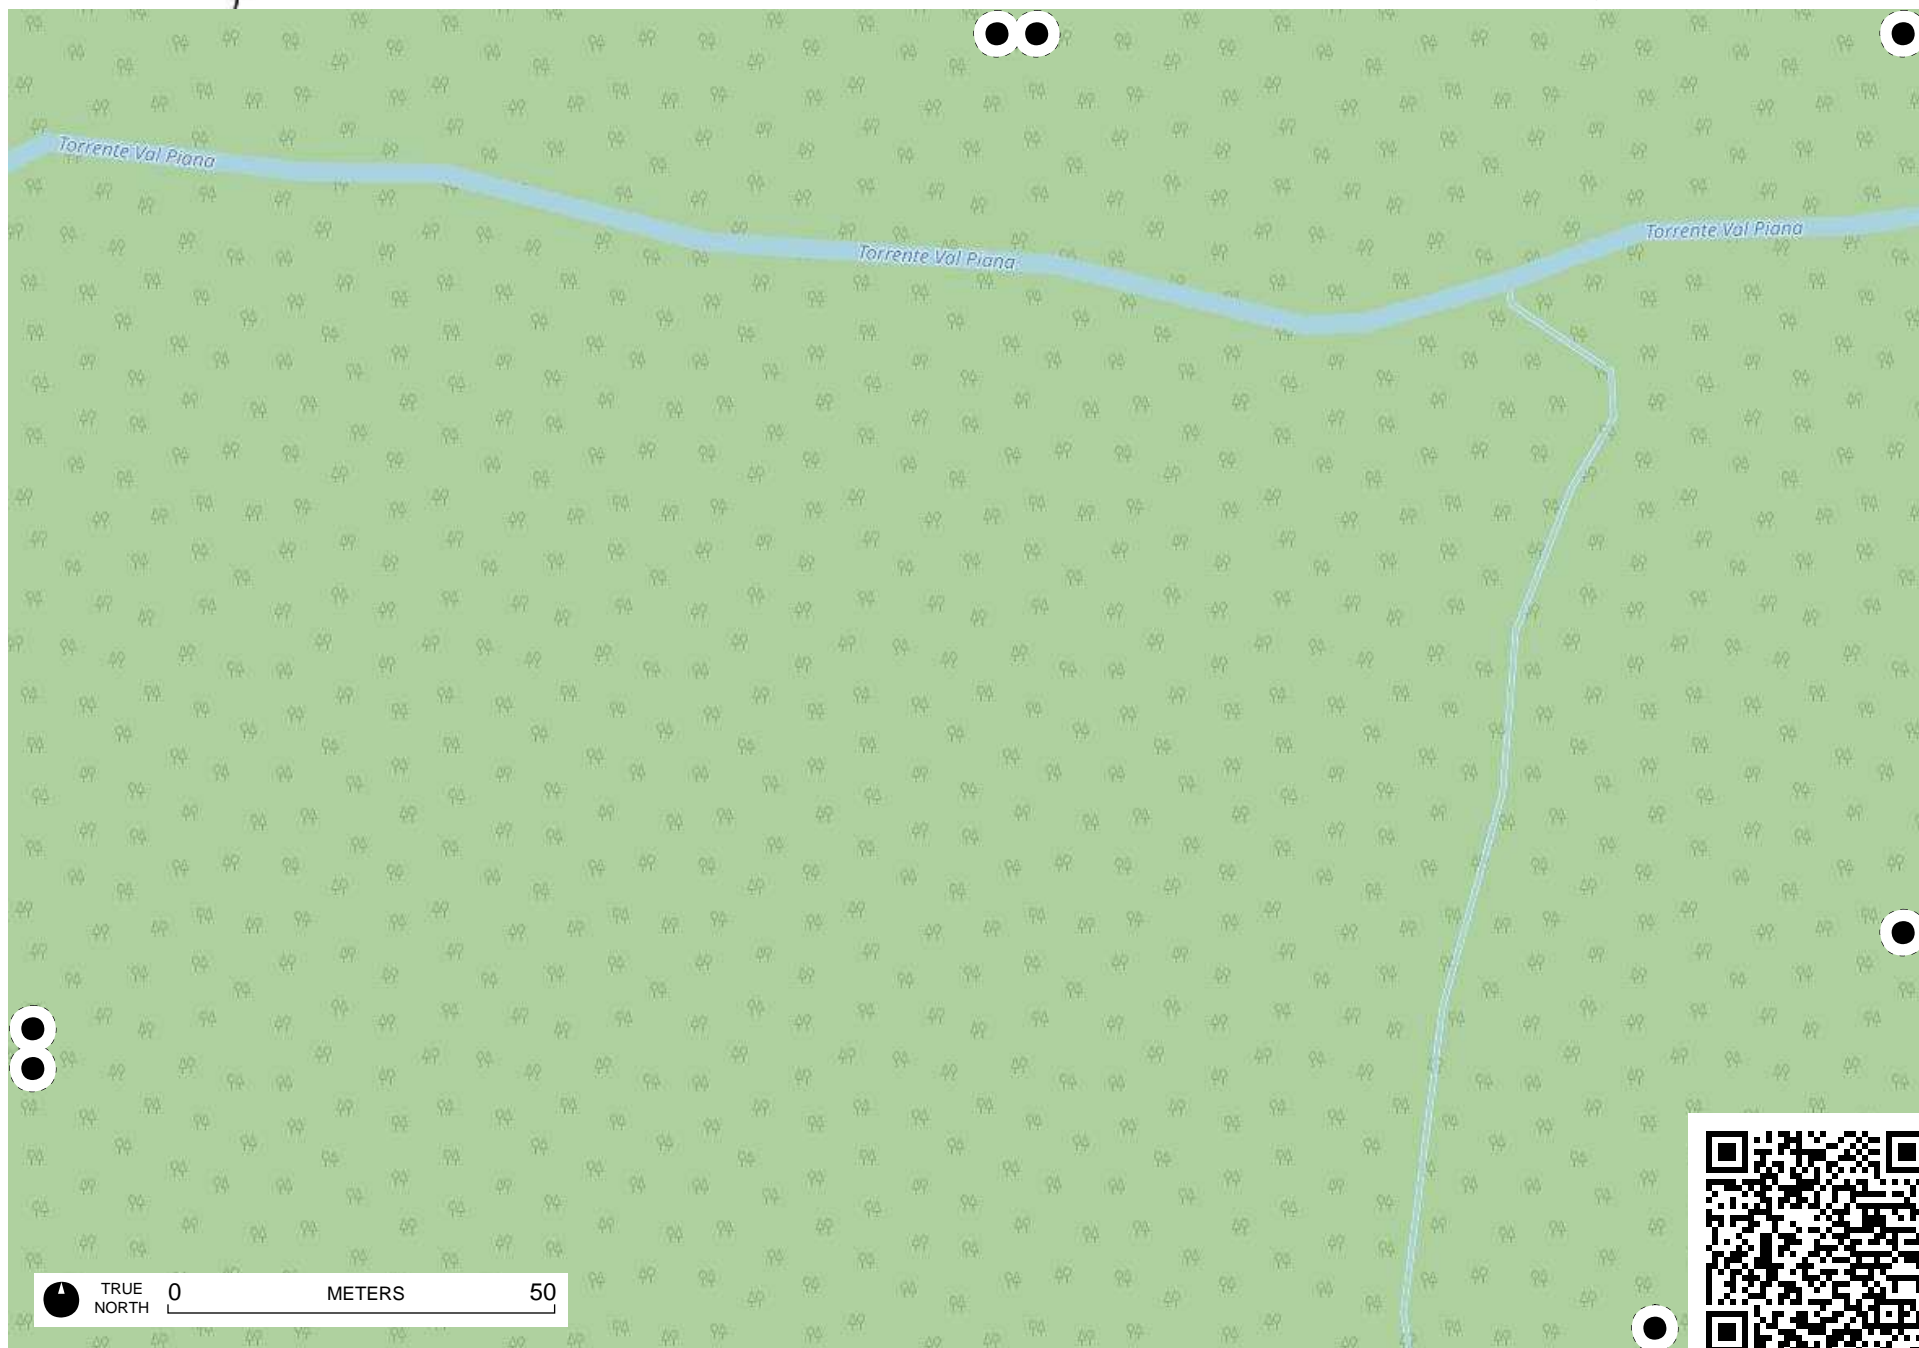 Torrente Val Piana
Torrente Val Piana
Torrente Val Piana
TRUE
NORTH
0 METERS 50